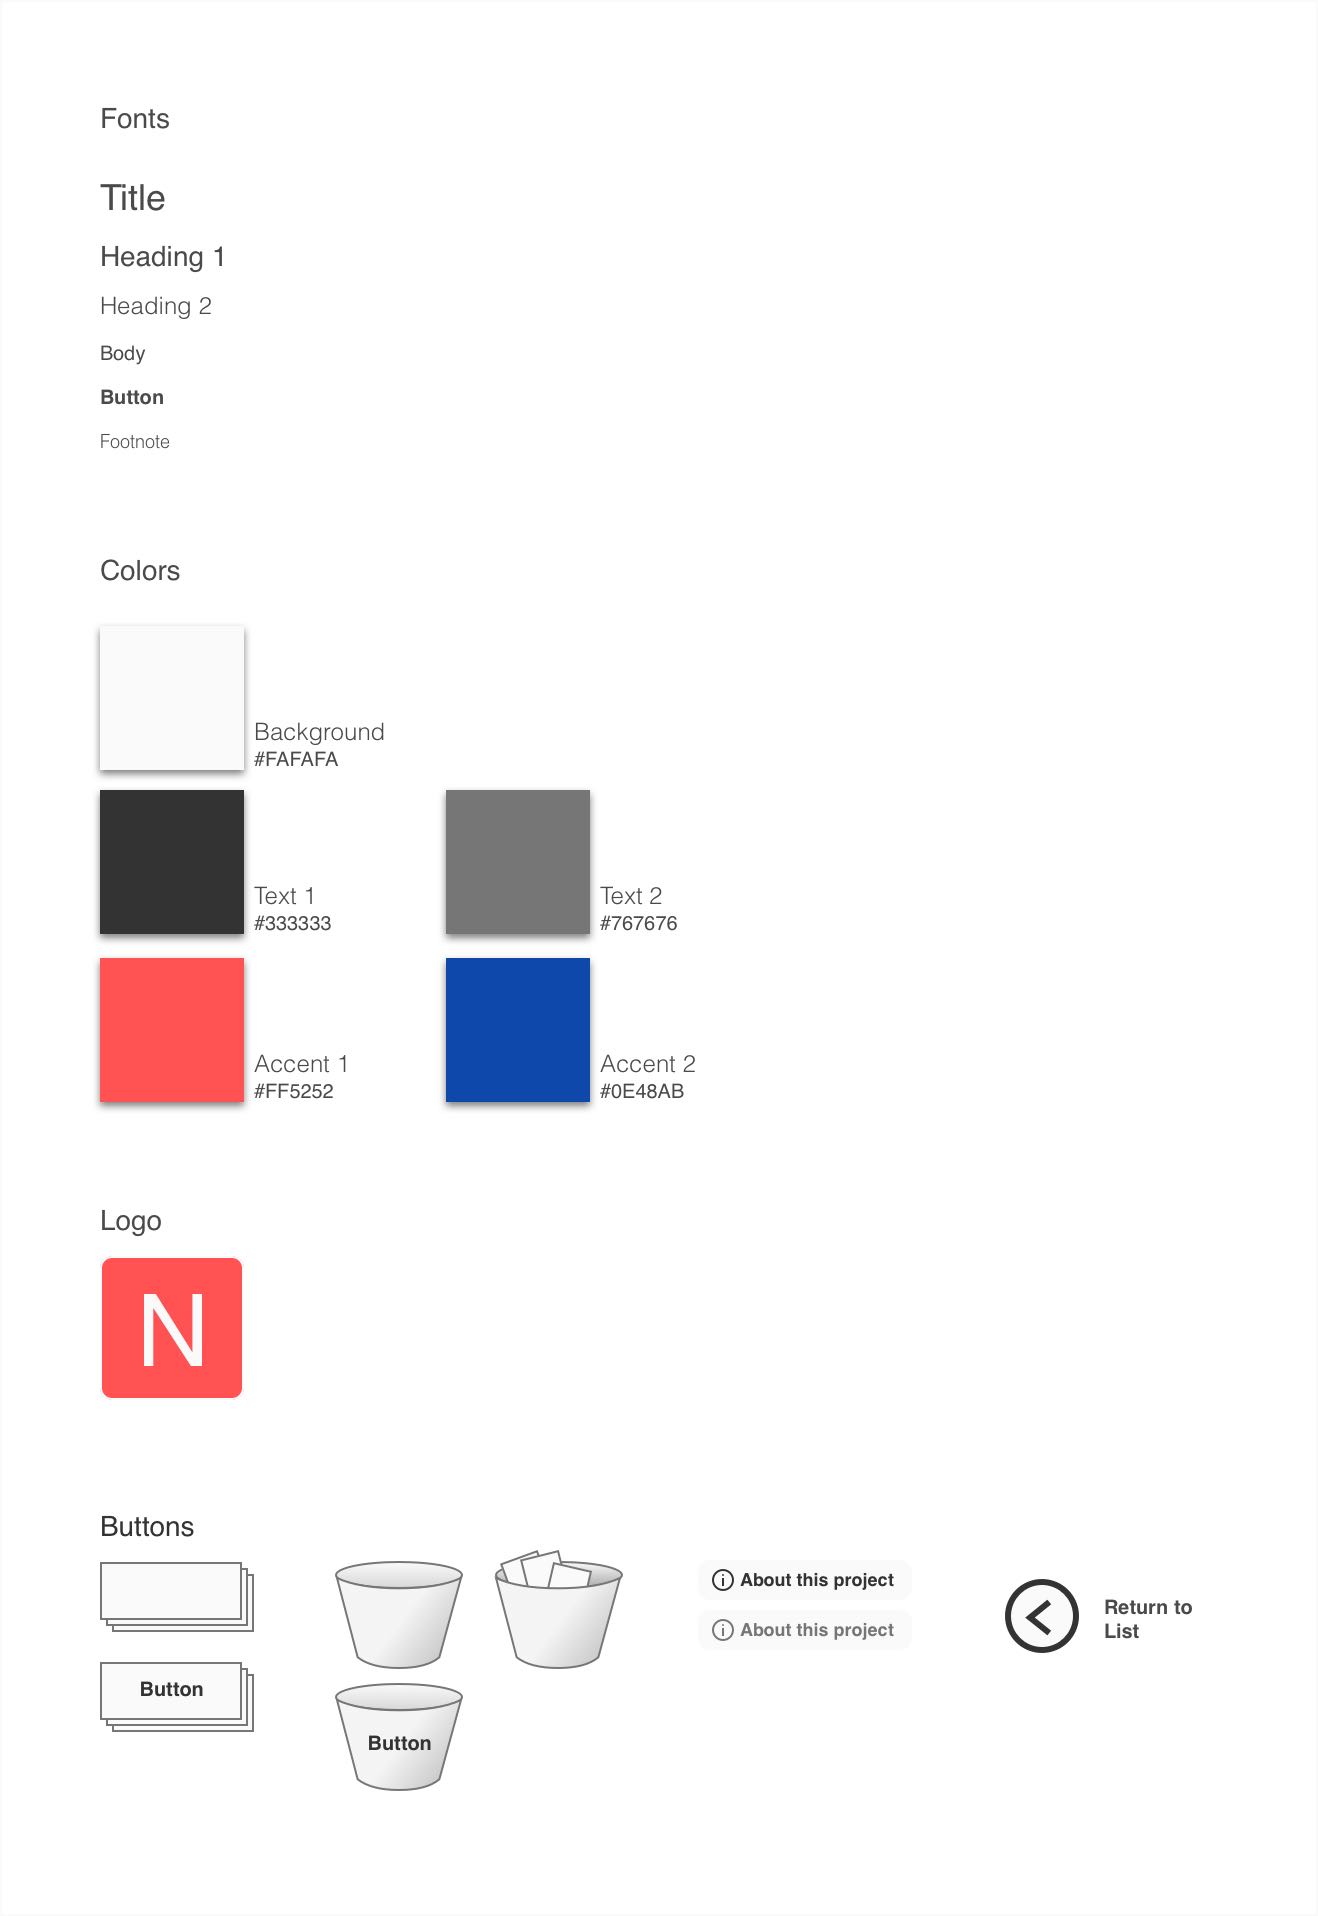 Fonts
Title
Heading 1
Heading 2
Body
Button
Footnote
Colors
Background
#FAFAFA
Text 1
#333333
Text 2
#767676
Accent 1
#FF5252
Accent 2
#0E48AB
Logo
N
Buttons
Button
Button
About this project
About this project
Return to
List